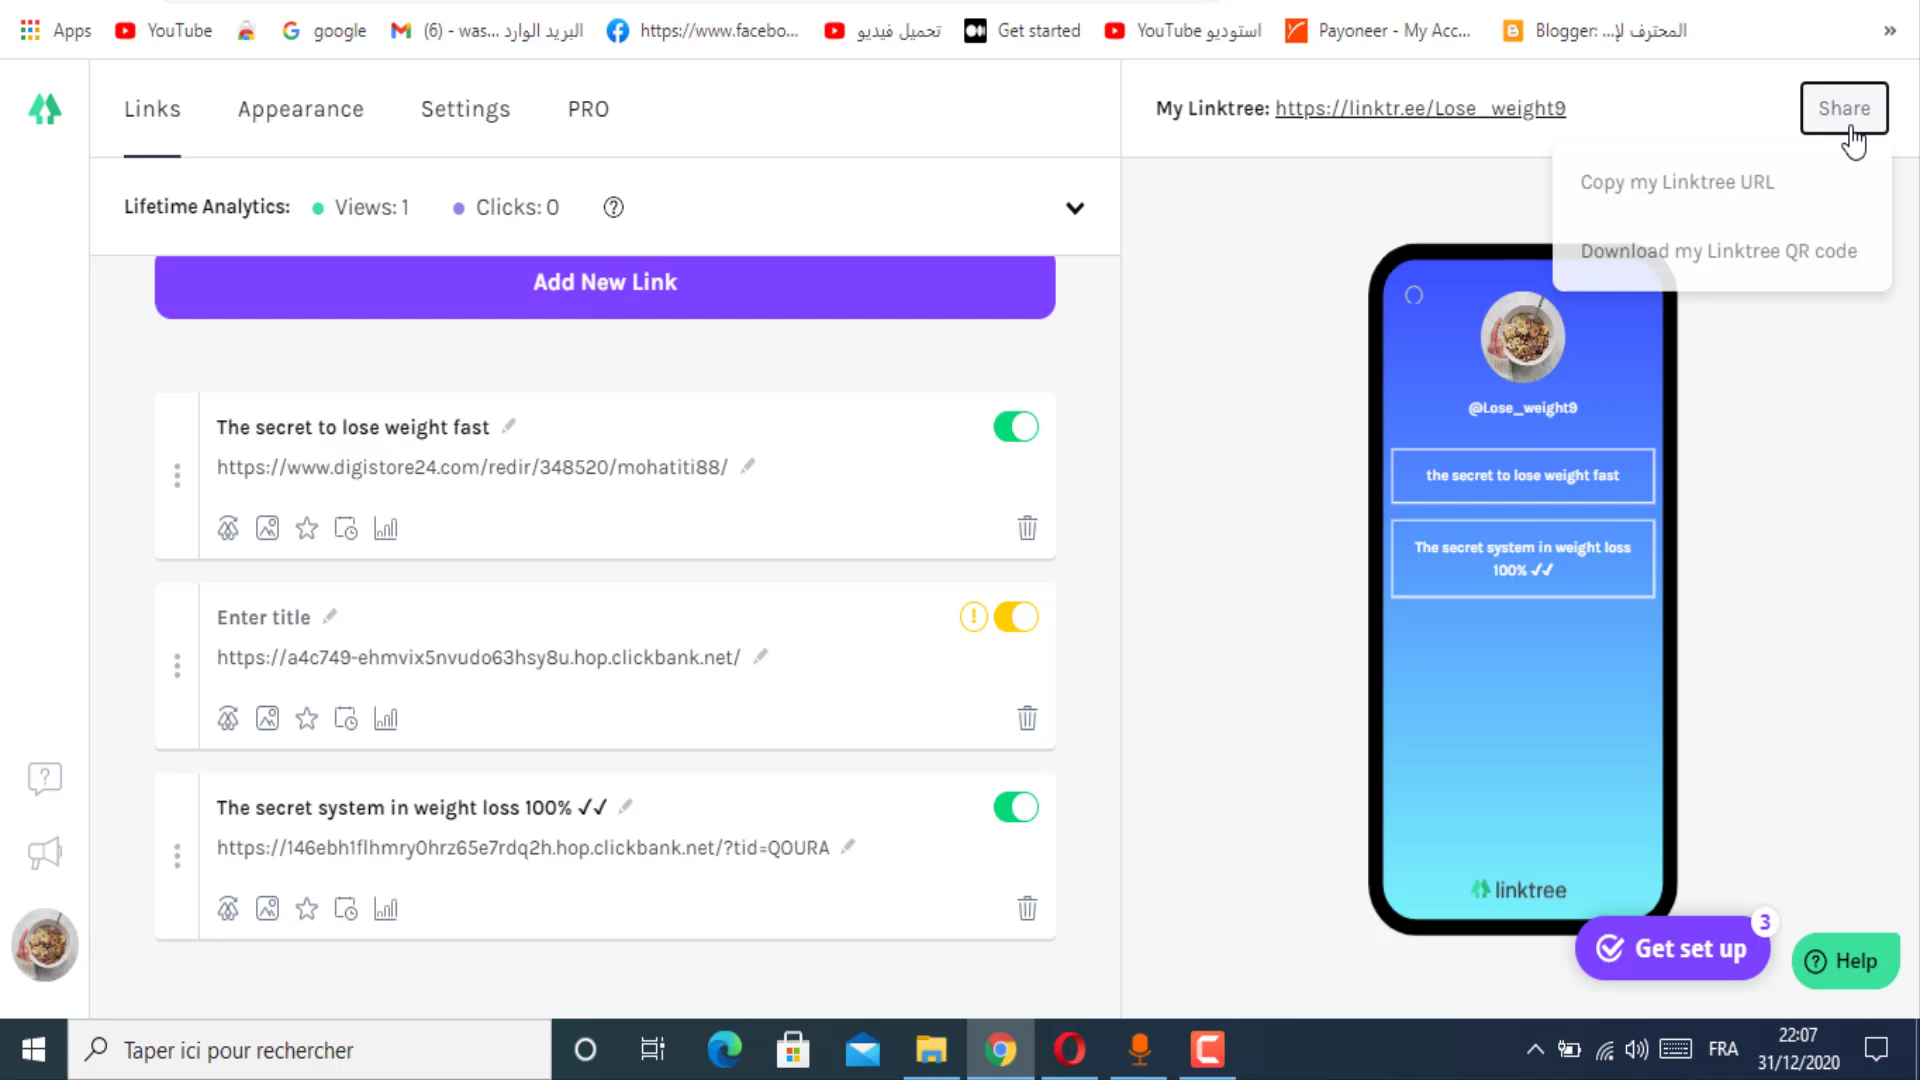 Apps
YouTube
google
(6) - was... البريد الوارد
https://www.facebo...
تحميل فيديو
Get started
استوديو YouTube
Payoneer - My Acc...
Blogger: ...المحترف لإ
»
Links
Appearance
Settings
PRO
My Linktree: https://linktr.ee/Lose_weight9
Share
Copy my Linktree URL
Download my Linktree QR code
Lifetime Analytics:
Views: 1
Clicks: 0
Add New Link
The secret to lose weight fast
https://www.digistore24.com/redir/348520/mohatiti88/
Enter title
https://a4c749-ehmvix5nvudo63hsy8u.hop.clickbank.net/
The secret system in weight loss 100% ✓✓
https://146ebh1flhmry0hrz65e7rdq2h.hop.clickbank.net/?tid=QOURA
@Lose_weight9
the secret to lose weight fast
The secret system in weight loss
100% ✓✓
linktree
3
Get set up
Help
Taper ici pour rechercher
FRA
22:07
31/12/2020